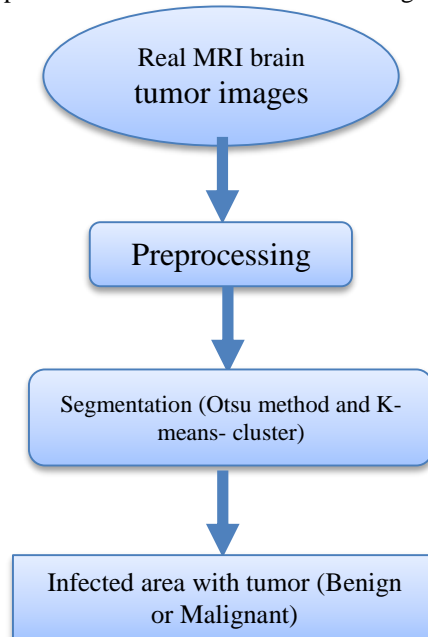 Real MRI brain
tumor images
Preprocessing
Segmentation (Otsu method and K-
means- cluster)
Infected area with tumor (Benign
or Malignant)